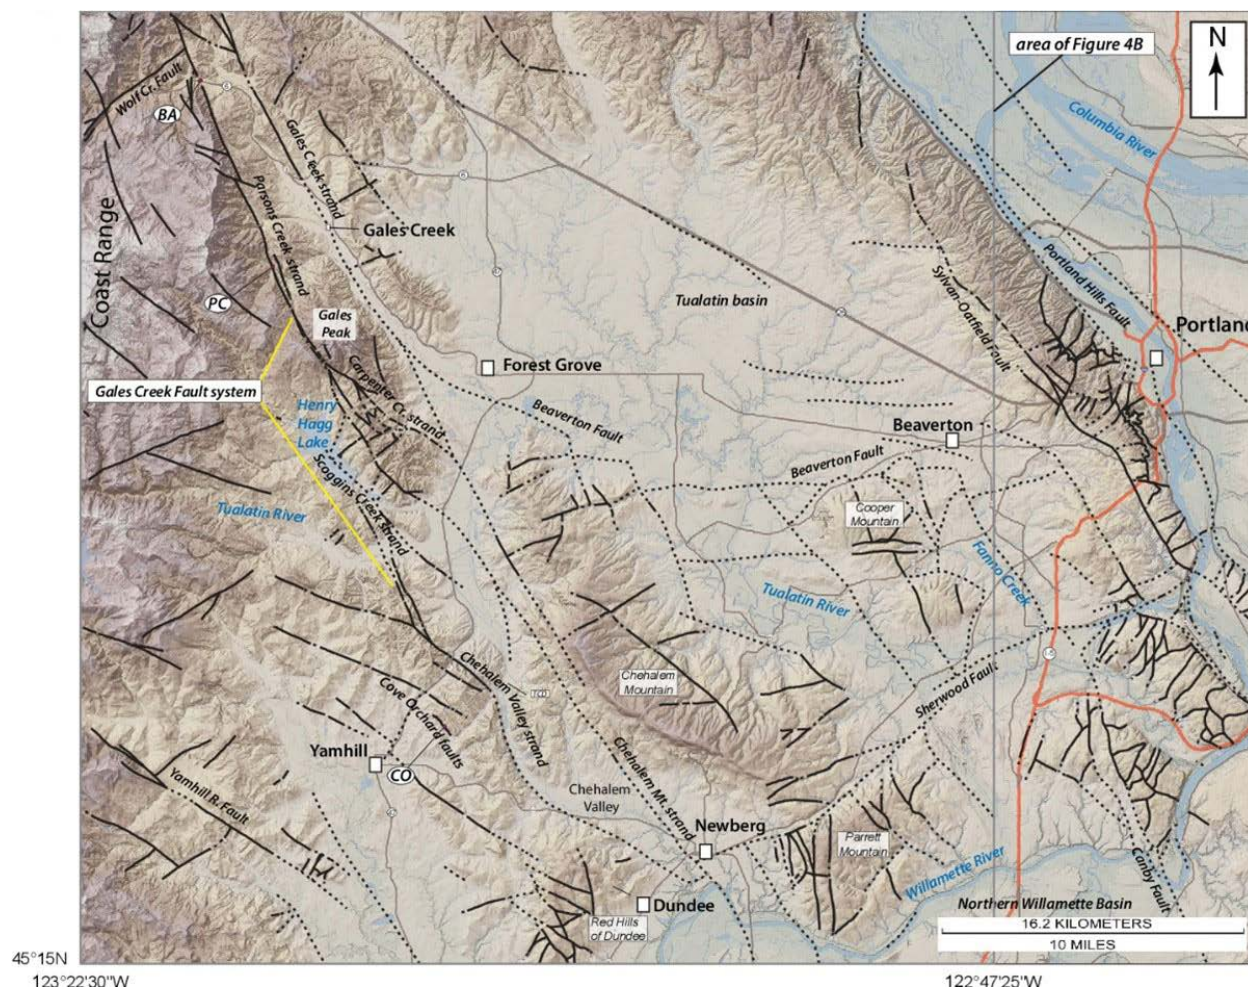 area of Figure 4B
N
Wolf Cr. Fault
6
BA
Columbia River
Gales Creek strand
6
Parsons Creek strand
Coast Range
Gales Creek
Portland Hills Fault
PC
Tualatin basin
Sylvan-Oatfield Fault
Gales
Peak
Portland
Forest Grove
Gales Creek Fault system
Carpenter Cr. strand
Henry
Hagg
Lake
Beaverton Fault
Beaverton
Beaverton Fault
Scoggins Creek strand
Tualatin River
Cooper
Mountain
Fanno Creek
Tualatin River
Chehalem
Mountain
Sherwood Fault
Chehalem Valley strand
Cove Orchard faults
Yamhill
CO
Yamhill R. Fault
Chehalem Mt. strand
Chehalem
Valley
Newberg
Parrett
Mountain
Willamette River
Canby Fault
Dundee
Red Hills
of Dundee
Northern Willamette Basin
16.2 KILOMETERS
10 MILES
45°15N
123°22'30"W
122°47'25"W